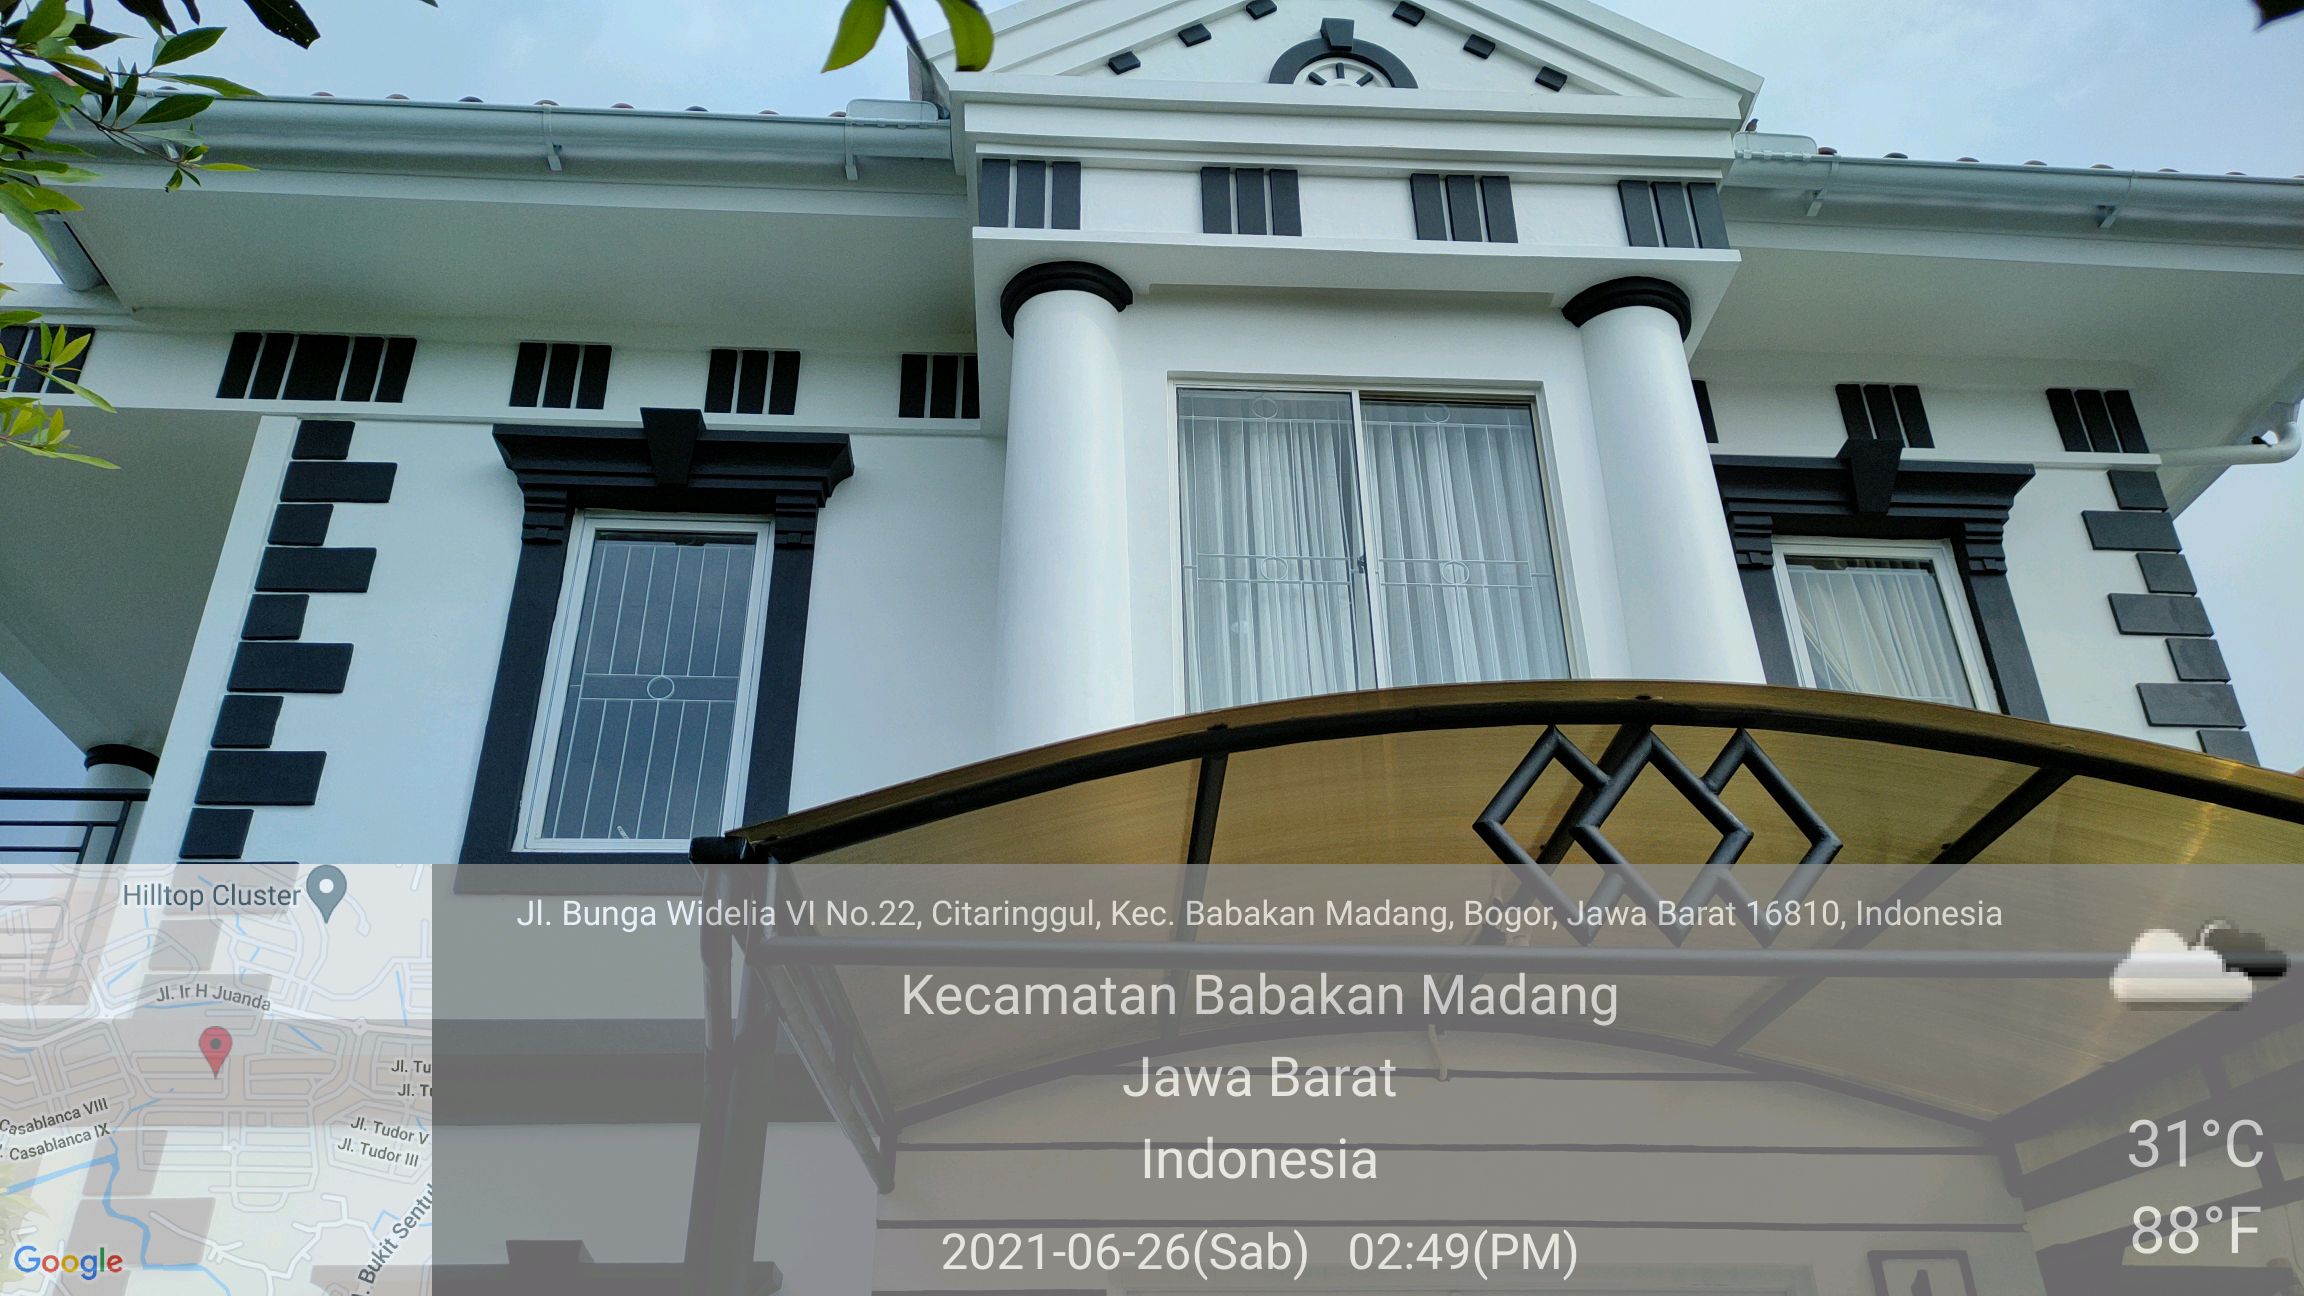 Hilltop Cluster
Jl. Ir H Juanda
Jl. Tu
Jl. Tu
Casablanca VIII
Casablanca IX
Jl. Tudor V
Jl. Tudor III
Bukit Sentul
Google
Jl. Bunga Widelia VI No.22, Citaringgul, Kec. Babakan Madang, Bogor, Jawa Barat 16810, Indonesia
Kecamatan Babakan Madang
Jawa Barat
Indonesia
2021-06-26(Sab) 02:49(PM)
31°C
88°F